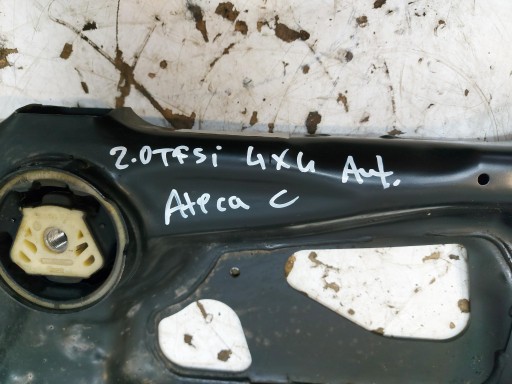 2.0TFSi 4x4 Aut.
Ateca C